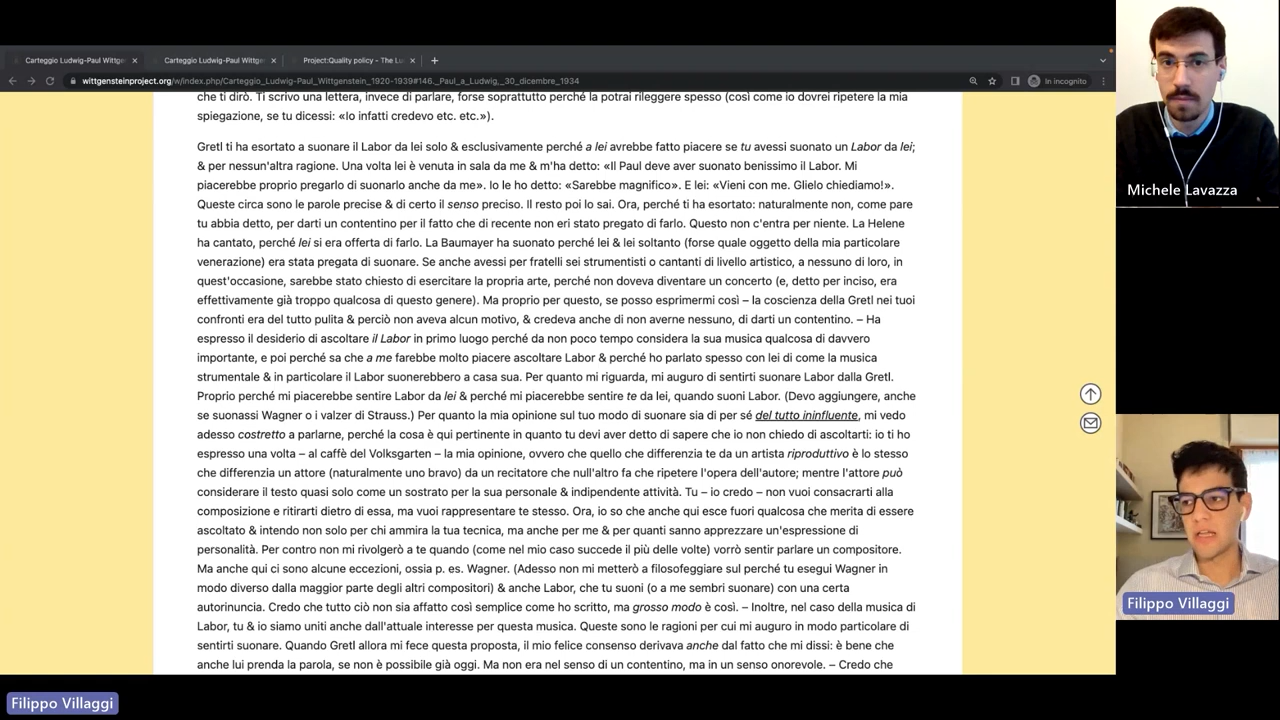 Carteggio Ludwig-Paul Wittgen
Carteggio Ludwig-Paul Wittgen
Project:Quality policy - The Lu
wittgensteinproject.org/w/index.php/Carteggio_Ludwig-Paul_Wittgenstein_1920-1939#146._Paul_a_Ludwig,_30_dicembre_1934
In incognito
che ti dirò. Ti scrivo una lettera, invece di parlare, forse soprattutto perché la potrai rileggere spesso (così come io dovrei ripetere la mia
spiegazione, se tu dicessi: «Io infatti credevo etc. etc.»).
Gretl ti ha esortato a suonare il Labor da lei solo & esclusivamente perché a lei avrebbe fatto piacere se tu avessi suonato un Labor da lei;
& per nessun'altra ragione. Una volta lei è venuta in sala da me & m'ha detto: «Il Paul deve aver suonato benissimo il Labor. Mi
piacerebbe proprio pregarlo di suonarlo anche da me». Io le ho detto: «Sarebbe magnifico». E lei: «Vieni con me. Glielo chiediamo!».
Queste circa sono le parole precise & di certo il senso preciso. Il resto poi lo sai. Ora, perché ti ha esortato: naturalmente non, come pare
tu abbia detto, per darti un contentino per il fatto che di recente non eri stato pregato di farlo. Questo non c'entra per niente. La Helene
ha cantato, perché lei si era offerta di farlo. La Baumayer ha suonato perché lei & lei soltanto (forse quale oggetto della mia particolare
venerazione) era stata pregata di suonare. Se anche avessi per fratelli sei strumentisti o cantanti di livello artistico, a nessuno di loro, in
quest'occasione, sarebbe stato chiesto di esercitare la propria arte, perché non doveva diventare un concerto (e, detto per inciso, era
effettivamente già troppo qualcosa di questo genere). Ma proprio per questo, se posso esprimermi così – la coscienza della Gretl nei tuoi
confronti era del tutto pulita & perciò non aveva alcun motivo, & credeva anche di non averne nessuno, di darti un contentino. – Ha
espresso il desiderio di ascoltare il Labor in primo luogo perché da non poco tempo considera la sua musica qualcosa di davvero
importante, e poi perché sa che a me farebbe molto piacere ascoltare Labor & perché ho parlato spesso con lei di come la musica
strumentale & in particolare il Labor suonerebbero a casa sua. Per quanto mi riguarda, mi auguro di sentirti suonare Labor dalla Gretl.
Proprio perché mi piacerebbe sentire Labor da lei & perché mi piacerebbe sentire te da lei, quando suoni Labor. (Devo aggiungere, anche
se suonassi Wagner o i valzer di Strauss.) Per quanto la mia opinione sul tuo modo di suonare sia di per sé del tutto ininfluente, mi vedo
adesso costretto a parlarne, perché la cosa è qui pertinente in quanto tu devi aver detto di sapere che io non chiedo di ascoltarti: io ti ho
espresso una volta – al caffè del Volksgarten – la mia opinione, ovvero che quello che differenzia te da un artista riproduttivo è lo stesso
che differenzia un attore (naturalmente uno bravo) da un recitatore che null'altro fa che ripetere l'opera dell'autore; mentre l'attore può
considerare il testo quasi solo come un sostrato per la sua personale & indipendente attività. Tu – io credo – non vuoi consacrarti alla
composizione e ritirarti dietro di essa, ma vuoi rappresentare te stesso. Ora, io so che anche qui esce fuori qualcosa che merita di essere
ascoltato & intendo non solo per chi ammira la tua tecnica, ma anche per me & per quanti sanno apprezzare un'espressione di
personalità. Per contro non mi rivolgerò a te quando (come nel mio caso succede il più delle volte) vorrò sentir parlare un compositore.
Ma anche qui ci sono alcune eccezioni, ossia p. es. Wagner. (Adesso non mi metterò a filosofeggiare sul perché tu esegui Wagner in
modo diverso dalla maggior parte degli altri compositori) & anche Labor, che tu suoni (o a me sembri suonare) con una certa
autorinuncia. Credo che tutto ciò non sia affatto così semplice come ho scritto, ma grosso modo è così. – Inoltre, nel caso della musica di
Labor, tu & io siamo uniti anche dall'attuale interesse per questa musica. Queste sono le ragioni per cui mi auguro in modo particolare di
sentirti suonare. Quando Gretl allora mi fece questa proposta, il mio felice consenso derivava anche dal fatto che mi dissi: è bene che
anche lui prenda la parola, se non è possibile già oggi. Ma non era nel senso di un contentino, ma in un senso onorevole. – Credo che
Michele Lavazza
Filippo Villaggi
Filippo Villaggi